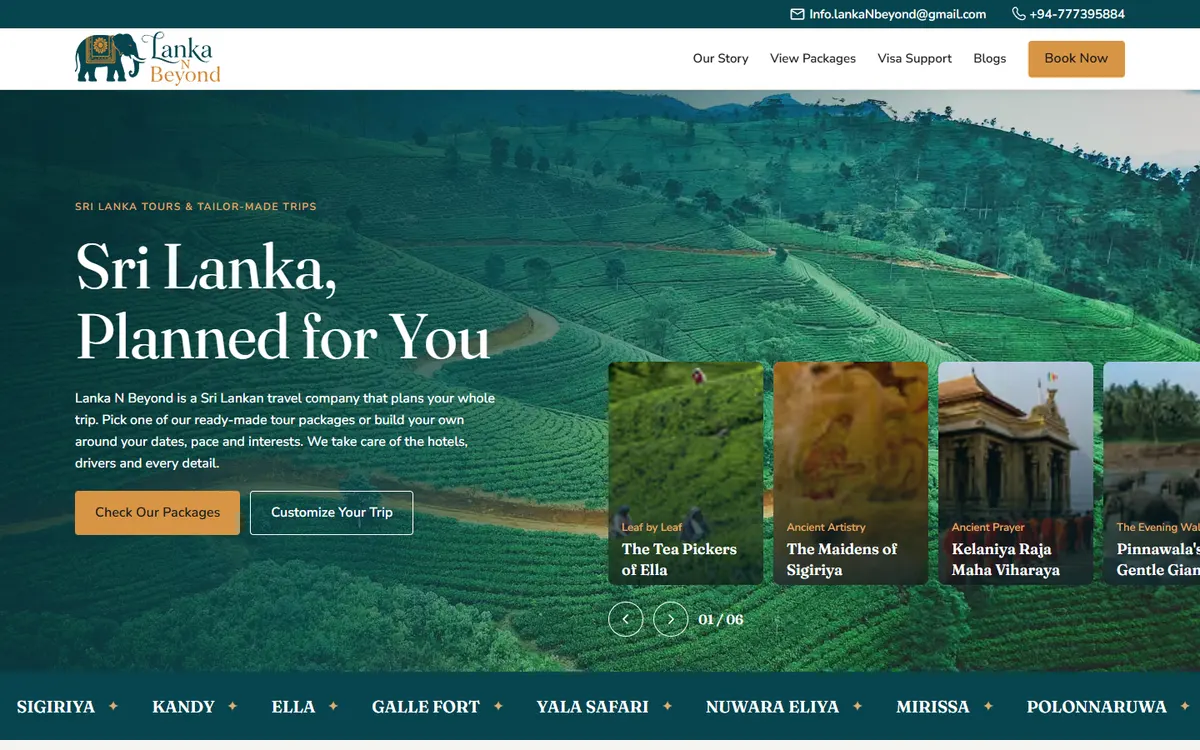 Info.lankaNbeyond@gmail.com
+94-777395884
Lanka
N
Beyond
Our Story
View Packages
Visa Support
Blogs
Book Now
SRI LANKA TOURS & TAILOR-MADE TRIPS
Sri Lanka,
Planned for You
Lanka N Beyond is a Sri Lankan travel company that plans your whole
trip. Pick one of our ready-made tour packages or build your own
around your dates, pace and interests. We take care of the hotels,
drivers and every detail.
Check Our Packages
Customize Your Trip
Leaf by Leaf
The Tea Pickers
of Ella
Ancient Artistry
The Maidens of
Sigiriya
Ancient Prayer
Kelaniya Raja
Maha Viharaya
The Evening
Pinnawala's
Gentle
01 / 06
SIGIRIYA ✦ KANDY ✦ ELLA ✦ GALLE FORT ✦ YALA SAFARI ✦ NUWARA ELIYA ✦ MIRISSA ✦ POLONNARUWA ✦